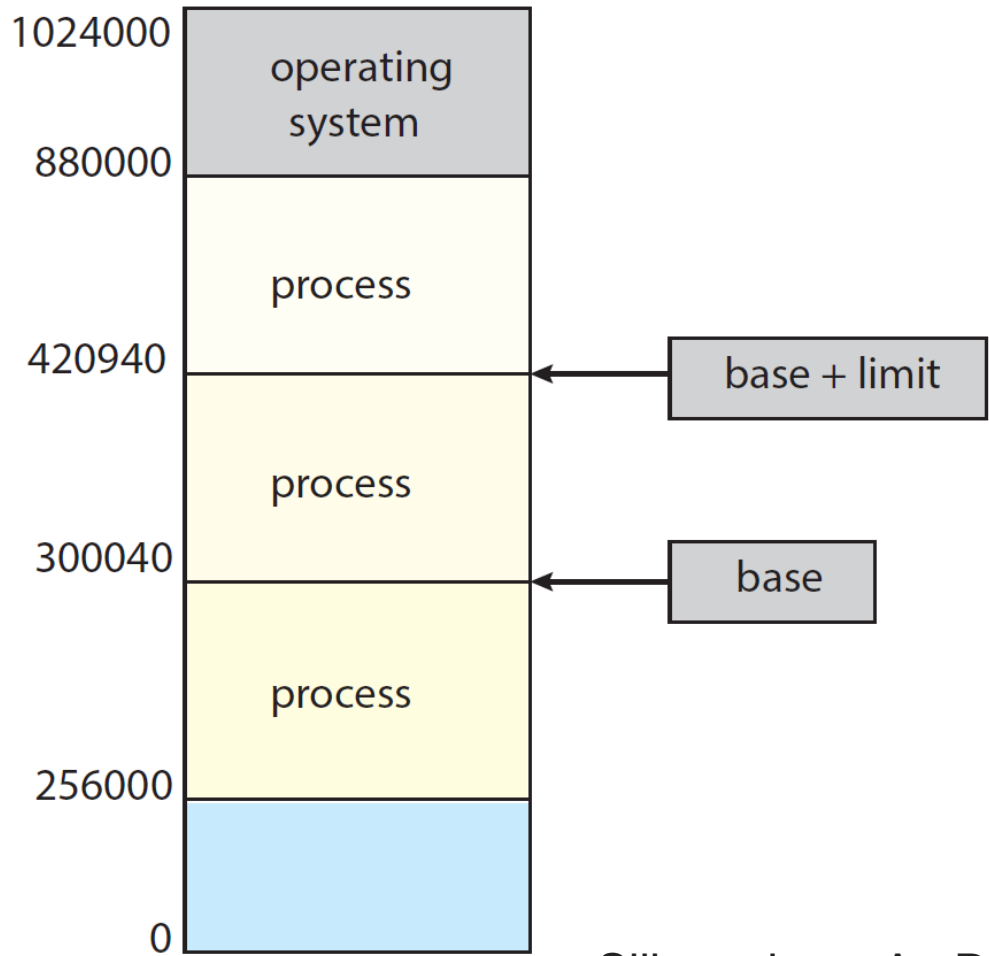 1024000
operating
system
880000
process
420940
base + limit
process
300040
base
process
256000
0